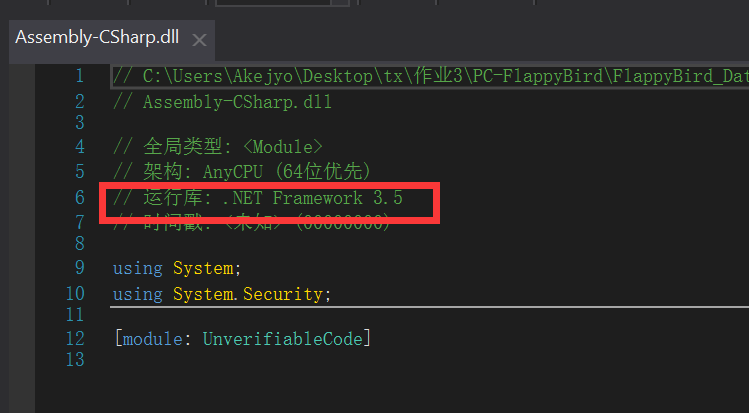 Assembly-CSharp.dll
1 // C:\Users\Akejyo\Desktop\tx\作业3\PC-FlappyBird\FlappyBird_Dat
2 // Assembly-CSharp.dll
3
4 // 全局类型: <Module>
5 // 架构: AnyCPU (64位优先)
6 // 运行库: .NET Framework 3.5
7 // 时间戳: <未知> (00000000)
8
9 using System;
10 using System.Security;
11
12 [module: UnverifiableCode]
13